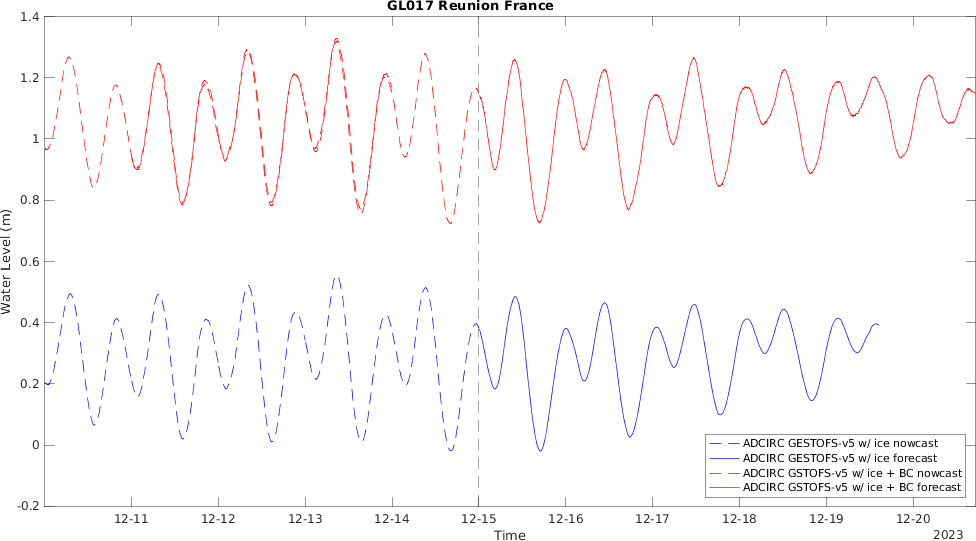 GL017 Reunion France
1.4
1.2
1
0.8
0.6
0.4
0.2
0
-0.2
Water Level (m)
12-11
12-12
12-13
12-14
12-15
12-16
12-17
12-18
12-19
12-20
Time
2023
ADCIRC GESTOFS-v5 w/ ice nowcast
ADCIRC GESTOFS-v5 w/ ice forecast
ADCIRC GSTOFS-v5 w/ ice + BC nowcast
ADCIRC GSTOFS-v5 w/ ice + BC forecast